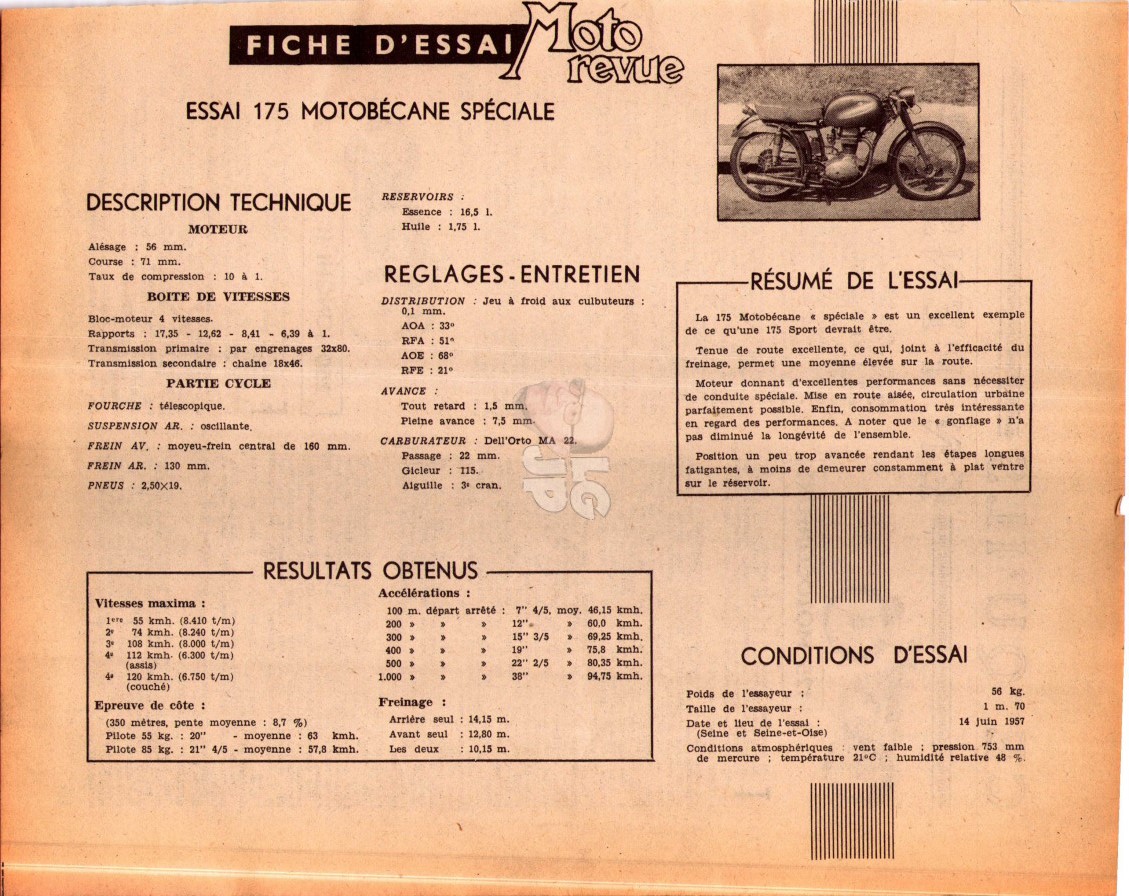 FICHE D'ESSAI Moto revue
ESSAI 175 MOTOBÉCANE SPÉCIALE
DESCRIPTION TECHNIQUE
MOTEUR
Alésage : 56 mm.
Course : 71 mm.
Taux de compression : 10 à 1.
BOITE DE VITESSES
Bloc-moteur 4 vitesses.
Rapports : 17,35 - 12,62 - 8,41 - 6,39 à 1.
Transmission primaire : par engrenages 32x80.
Transmission secondaire : chaîne 18x46.
PARTIE CYCLE
FOURCHE : télescopique.
SUSPENSION AR. : oscillante.
FREIN AV. : moyeu-frein central de 160 mm.
FREIN AR. : 130 mm.
PNEUS : 2,50×19.
RESERVOIRS :
Essence : 16,5 l.
Huile : 1,75 l.
REGLAGES - ENTRETIEN
DISTRIBUTION : Jeu à froid aux culbuteurs :
0,1 mm.
AOA : 33°
RFA : 51°
AOE : 68°
RFE : 21°
AVANCE :
Tout retard : 1,5 mm.
Pleine avance : 7,5 mm.
CARBURATEUR : Dell'Orto MA 22.
Passage : 22 mm.
Gicleur : 115.
Aiguille : 3e cran.
RÉSUMÉ DE L'ESSAI
La 175 Motobécane « spéciale » est un excellent exemple
de ce qu'une 175 Sport devrait être.
Tenue de route excellente, ce qui, joint à l'efficacité du
freinage, permet une moyenne élevée sur la route.
Moteur donnant d'excellentes performances sans nécessiter
de conduite spéciale. Mise en route aisée, circulation urbaine
parfaitement possible. Enfin, consommation très intéressante
en regard des performances. A noter que le « gonflage » n'a
pas diminué la longévité de l'ensemble.
Position un peu trop avancée rendant les étapes longues
fatigantes, à moins de demeurer constamment à plat ventre
sur le réservoir.
RESULTATS OBTENUS
Vitesses maxima :
1ere 55 kmh. (8.410 t/m)
2e 74 kmh. (8.240 t/m)
3e 108 kmh. (8.000 t/m)
4e 112 kmh. (6.300 t/m)
(assis)
4e 120 kmh. (6.750 t/m)
(couché)
Epreuve de côte :
(350 mètres, pente moyenne : 8,7 %)
Pilote 55 kg. : 20" - moyenne : 63 kmh.
Pilote 85 kg. : 21" 4/5 - moyenne : 57,8 kmh.
Accélérations :
100 m. départ arrêté : 7" 4/5, moy. 46,15 kmh.
200 » » » 12" » 60,0 kmh.
300 » » » 15" 3/5 » 69,25 kmh.
400 » » » 19" » 75,8 kmh.
500 » » » 22" 2/5 » 80,35 kmh.
1.000 » » » 38" » 94,75 kmh.
Freinage :
Arrière seul : 14,15 m.
Avant seul : 12,80 m.
Les deux : 10,15 m.
CONDITIONS D'ESSAI
Poids de l'essayeur : 56 kg.
Taille de l'essayeur : 1 m. 70
Date et lieu de l'essai : 14 juin 1957
(Seine et Seine-et-Oise)
Conditions atmosphériques : vent faible ; pression 753 mm
de mercure ; température 21°C ; humidité relative 48 %.